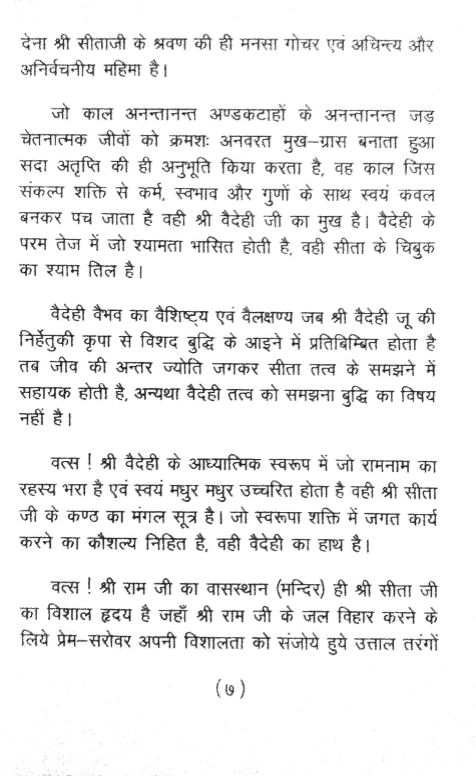 देना श्री सीताजी के श्रवण की ही मनसा गोचर एवं अचिन्त्य और
अनिर्वचनीय महिमा है।
जो काल अनन्तानन्त अण्डकटाहों के अनन्तानन्त जड़
चेतनात्मक जीवों को क्रमशः अनवरत मुख–ग्रास बनाता हुआ
सदा अतृप्ति की ही अनुभूति किया करता है, वह काल जिस
संकल्प शक्ति से कर्म, स्वभाव और गुणों के साथ स्वयं कवल
बनकर पच जाता है वही श्री वैदेही जी का मुख है। वैदेही के
परम तेज में जो श्यामता भासित होती है, वही सीता के चिबुक
का श्याम तिल है।
वैदेही वैभव का वैशिष्ट्य एवं वैलक्षण्य जब श्री वैदेही जू की
निर्हेतुकी कृपा से विशद बुद्धि के आइने में प्रतिबिम्बित होता है
तब जीव की अन्तर ज्योति जगकर सीता तत्व के समझने में
सहायक होती है, अन्यथा वैदेही तत्व को समझना बुद्धि का विषय
नहीं है।
वत्स ! श्री वैदेही के आध्यात्मिक स्वरूप में जो रामनाम का
रहस्य भरा है एवं स्वयं मधुर मधुर उच्चरित होता है वही श्री सीता
जी के कण्ठ का मंगल सूत्र है। जो स्वरूपा शक्ति में जगत कार्य
करने का कौशल्य निहित है, वही वैदेही का हाथ है।
वत्स ! श्री राम जी का वासस्थान (मन्दिर) ही श्री सीता जी
का विशाल हृदय है जहाँ श्री राम जी के जल विहार करने के
लिये प्रेम–सरोवर अपनी विशालता को संजोये हुये उत्ताल तरंगों
(७)